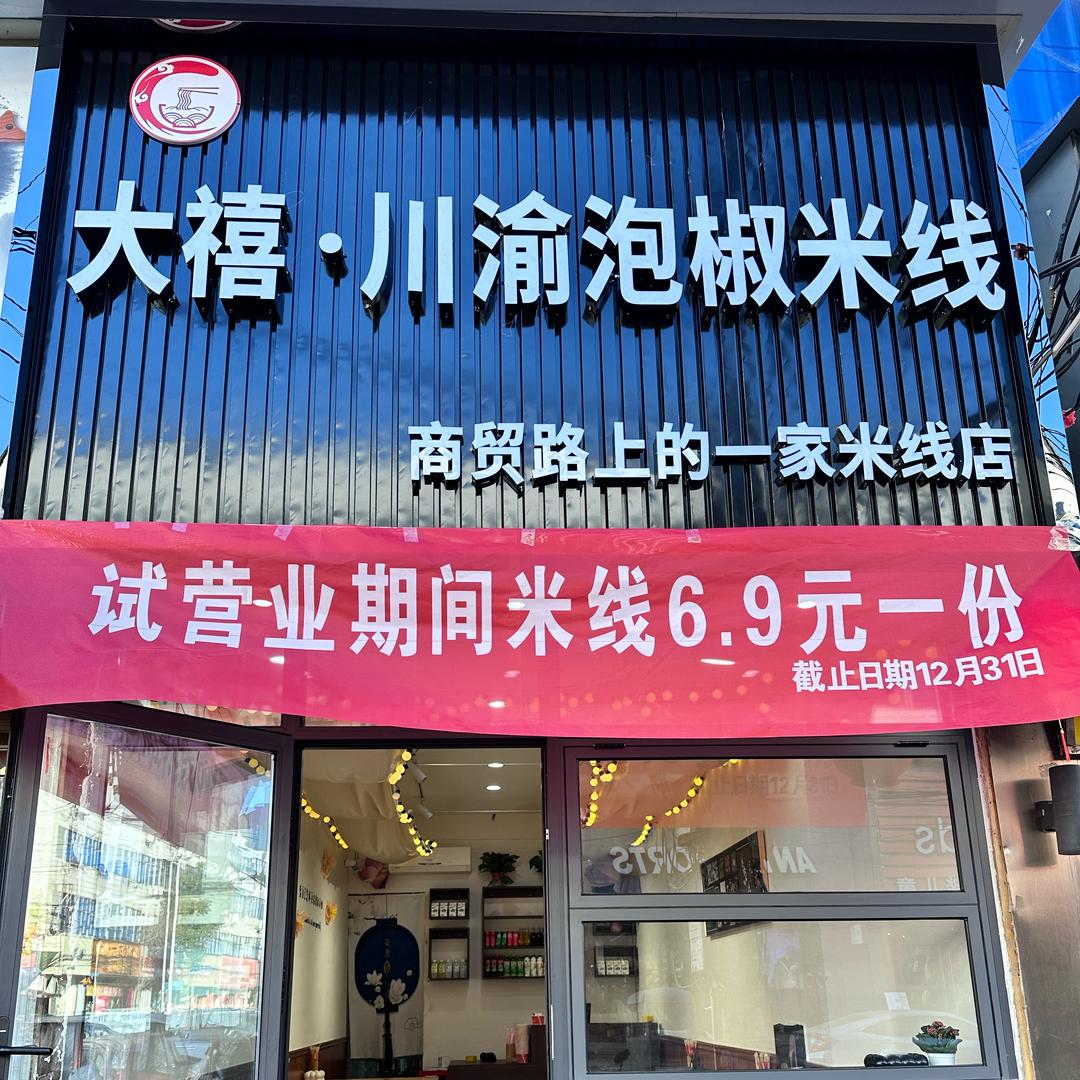 大禧·川渝泡椒米线
商贸路上的一家米线店
试营业期间米线6.9元一份
截止日期12月31日